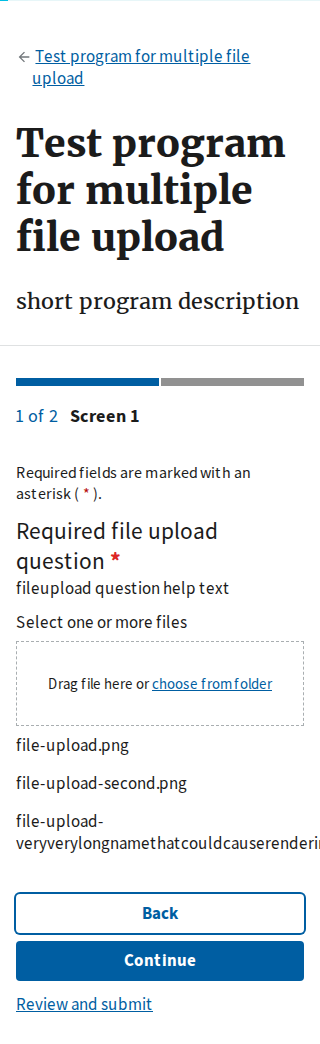 ← Test program for multiple file
upload
Test program
for multiple
file upload
short program description
1 of 2 Screen 1
Required fields are marked with an
asterisk ( * ).
Required file upload
question *
fileupload question help text
Select one or more files
Drag file here or choose from folder
file-upload.png
file-upload-second.png
file-upload-
veryverylongnamethatcouldcauserenderi
Back
Continue
Review and submit